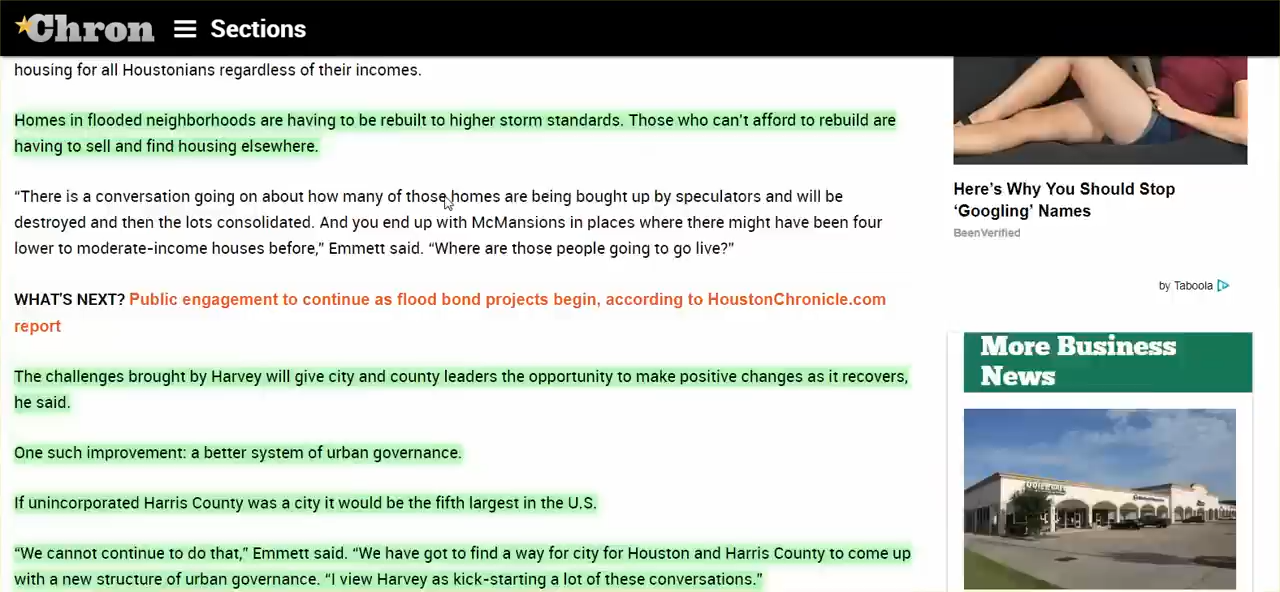 Chron
Sections
housing for all Houstonians regardless of their incomes.
Homes in flooded neighborhoods are having to be rebuilt to higher storm standards. Those who can't afford to rebuild are
having to sell and find housing elsewhere.
“There is a conversation going on about how many of those homes are being bought up by speculators and will be
destroyed and then the lots consolidated. And you end up with McMansions in places where there might have been four
lower to moderate-income houses before,” Emmett said. “Where are those people going to go live?”
WHAT'S NEXT? Public engagement to continue as flood bond projects begin, according to HoustonChronicle.com
report
The challenges brought by Harvey will give city and county leaders the opportunity to make positive changes as it recovers,
he said.
One such improvement: a better system of urban governance.
If unincorporated Harris County was a city it would be the fifth largest in the U.S.
“We cannot continue to do that,” Emmett said. “We have got to find a way for city for Houston and Harris County to come up
with a new structure of urban governance. “I view Harvey as kick-starting a lot of these conversations.”
Here's Why You Should Stop
‘Googling’ Names
BeenVerified
by Taboola
More Business
News